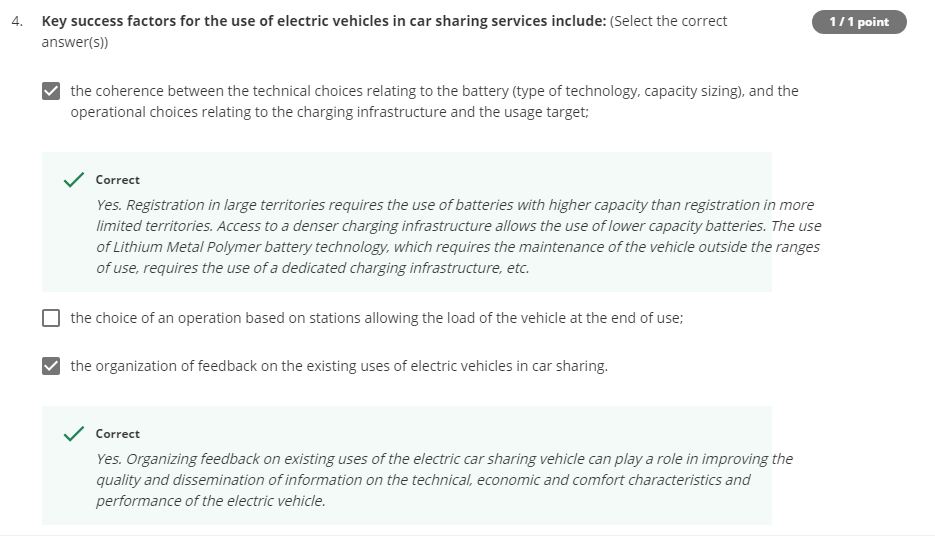 4. Key success factors for the use of electric vehicles in car sharing services include: (Select the correct
answer(s))
1 / 1 point
the coherence between the technical choices relating to the battery (type of technology, capacity sizing), and the
operational choices relating to the charging infrastructure and the usage target;
Correct
Yes. Registration in large territories requires the use of batteries with higher capacity than registration in more
limited territories. Access to a denser charging infrastructure allows the use of lower capacity batteries. The use
of Lithium Metal Polymer battery technology, which requires the maintenance of the vehicle outside the ranges
of use, requires the use of a dedicated charging infrastructure, etc.
the choice of an operation based on stations allowing the load of the vehicle at the end of use;
the organization of feedback on the existing uses of electric vehicles in car sharing.
Correct
Yes. Organizing feedback on existing uses of the electric car sharing vehicle can play a role in improving the
quality and dissemination of information on the technical, economic and comfort characteristics and
performance of the electric vehicle.